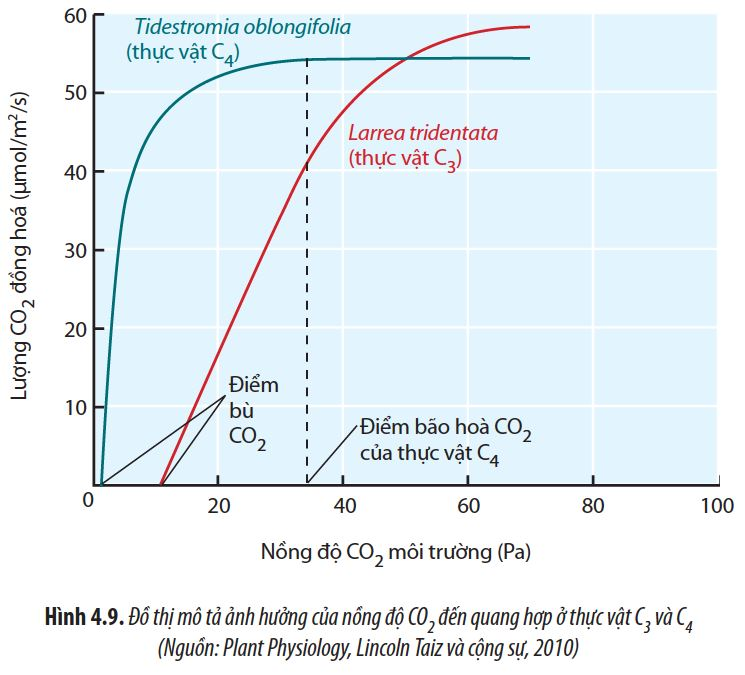 60
Tidestromia oblongifolia
(thực vật C₄)
50
Larrea tridentata
(thực vật C₃)
40
30
20
10
0
Lượng CO₂ đồng hoá (µmol/m²/s)
Điểm
bù
CO₂
Điểm bão hoà CO₂
của thực vật C₄
20
40
60
80
100
Nồng độ CO₂ môi trường (Pa)
Hình 4.9. Đồ thị mô tả ảnh hưởng của nồng độ CO₂ đến quang hợp ở thực vật C₃ và C₄
(Nguồn: Plant Physiology, Lincoln Taiz và cộng sự, 2010)